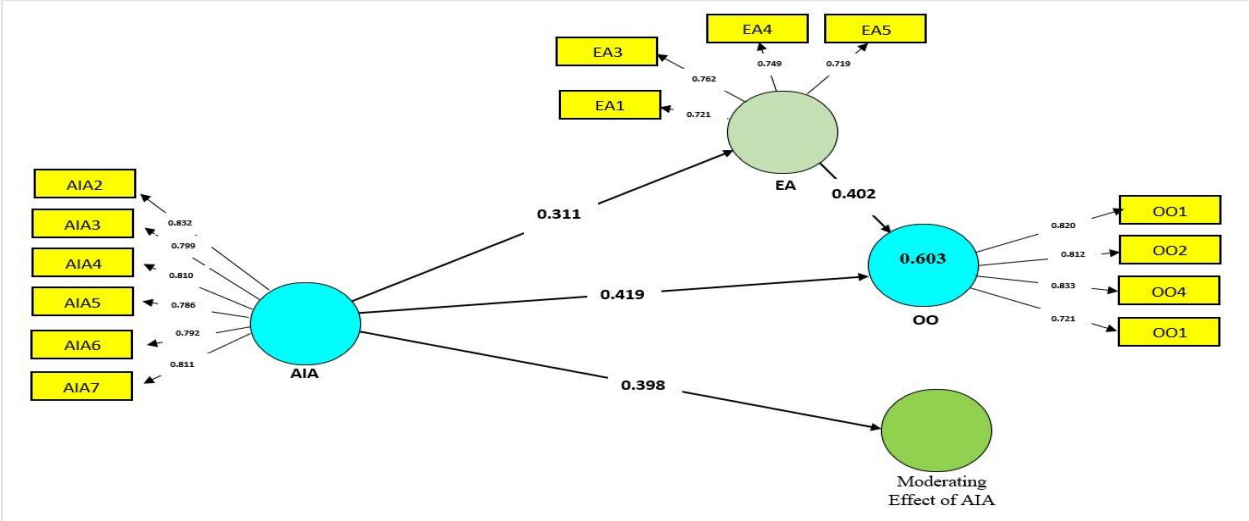 EA4
EA5
EA3
0.749
0.719
0.762
EA1
0.721
EA
AIA2
0.832
AIA3
0.799
AIA4
0.810
AIA5
0.786
AIA6
0.792
AIA7
0.811
AIA
0.311
0.402
0.419
0.398
0.603
OO
0.820
OO1
0.812
OO2
0.833
OO4
0.721
OO1
Moderating
Effect of AIA